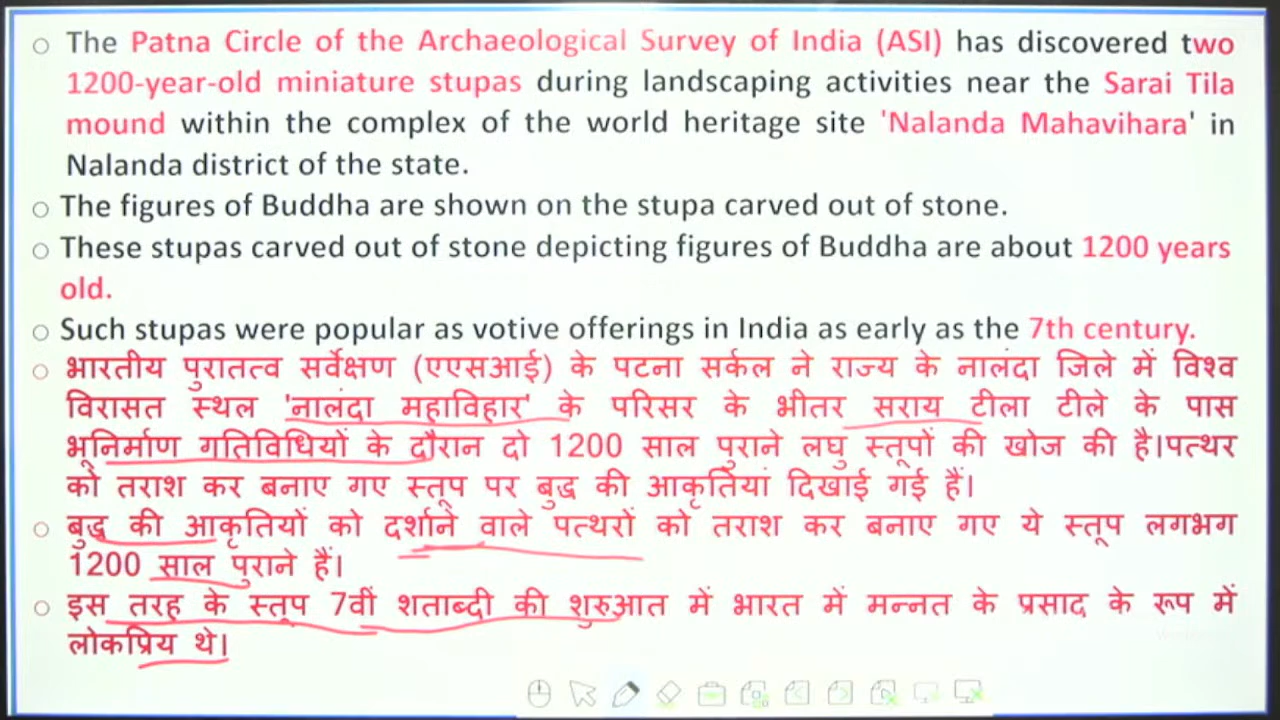 ○ The Patna Circle of the Archaeological Survey of India (ASI) has discovered two
1200-year-old miniature stupas during landscaping activities near the Sarai Tila
mound within the complex of the world heritage site 'Nalanda Mahavihara' in
Nalanda district of the state.
○ The figures of Buddha are shown on the stupa carved out of stone.
○ These stupas carved out of stone depicting figures of Buddha are about 1200 years
old.
○ Such stupas were popular as votive offerings in India as early as the 7th century.
○ भारतीय पुरातत्व सर्वेक्षण (एएसआई) के पटना सर्कल ने राज्य के नालंदा जिले में विश्व
विरासत स्थल 'नालंदा महाविहार' के परिसर के भीतर सराय टीला टीले के पास
भूनिर्माण गतिविधियों के दौरान दो 1200 साल पुराने लघु स्तूपों की खोज की है।पत्थर
को तराश कर बनाए गए स्तूप पर बुद्ध की आकृतियां दिखाई गई हैं।
○ बुद्ध की आकृतियों को दर्शाने वाले पत्थरों को तराश कर बनाए गए ये स्तूप लगभग
1200 साल पुराने हैं।
○ इस तरह के स्तूप 7वीं शताब्दी की शुरुआत में भारत में मन्नत के प्रसाद के रूप में
लोकप्रिय थे।